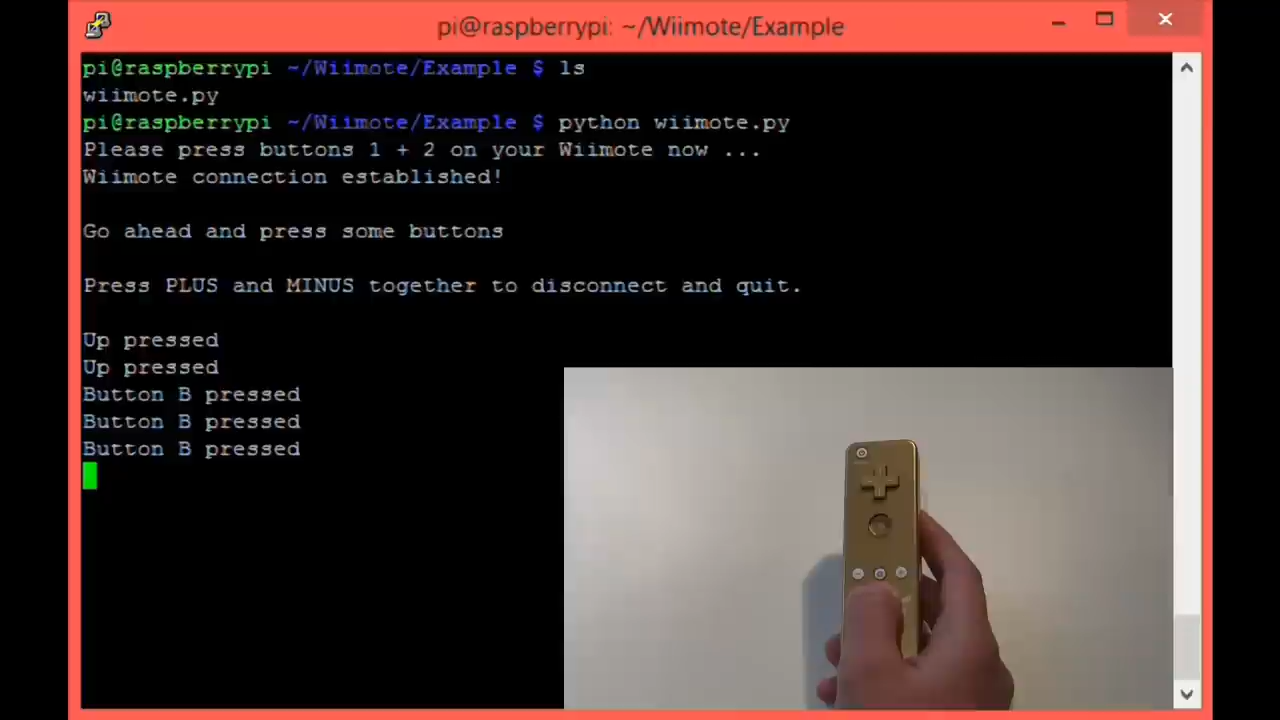 pi@raspberrypi: ~/Wiimote/Example
pi@raspberrypi ~/Wiimote/Example $ ls
wiimote.py
pi@raspberrypi ~/Wiimote/Example $ python wiimote.py
Please press buttons 1 + 2 on your Wiimote now ...
Wiimote connection established!
Go ahead and press some buttons
Press PLUS and MINUS together to disconnect and quit.
Up pressed
Up pressed
Button B pressed
Button B pressed
Button B pressed